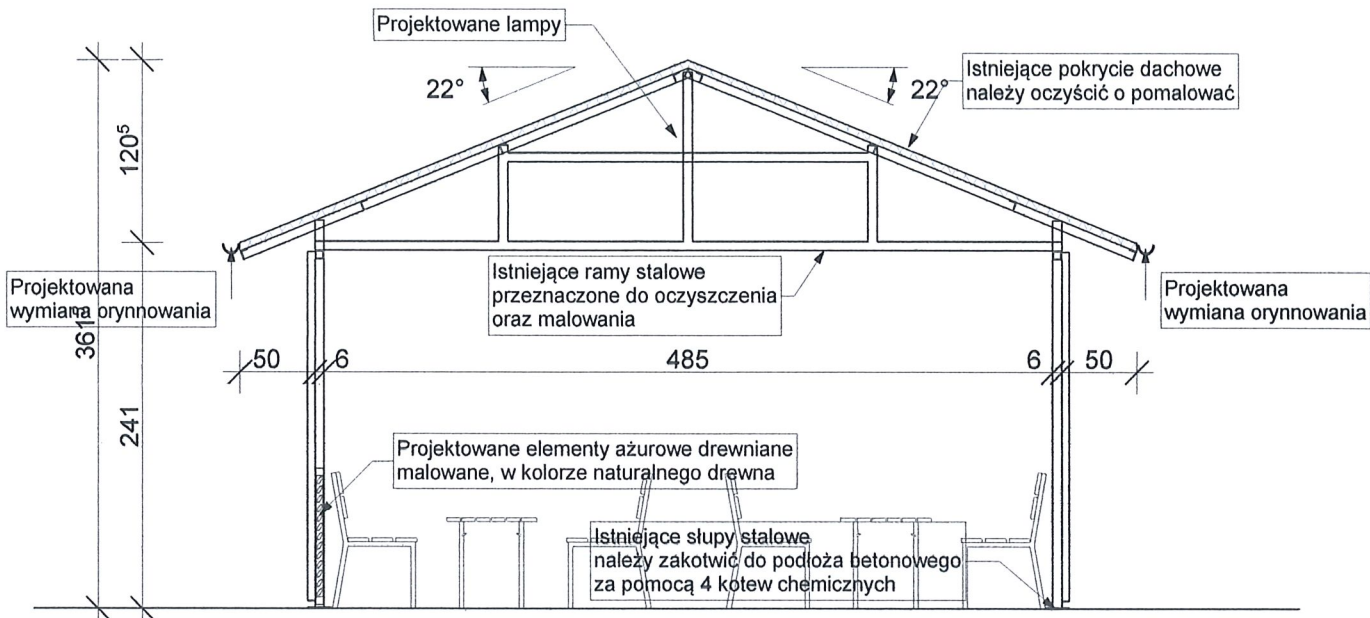 Projektowane lampy
22°
22°
Istniejące pokrycie dachowe
należy oczyścić o pomalować
120⁵
Projektowana
wymiana orynnowania
Istniejące ramy stalowe
przeznaczone do oczyszczenia
oraz malowania
Projektowana
wymiana orynnowania
361⁵
50
6
485
6
50
241
Projektowane elementy ażurowe drewniane
malowane, w kolorze naturalnego drewna
Istniejące słupy stalowe
należy zakotwić do podłoża betonowego
za pomocą 4 kotew chemicznych